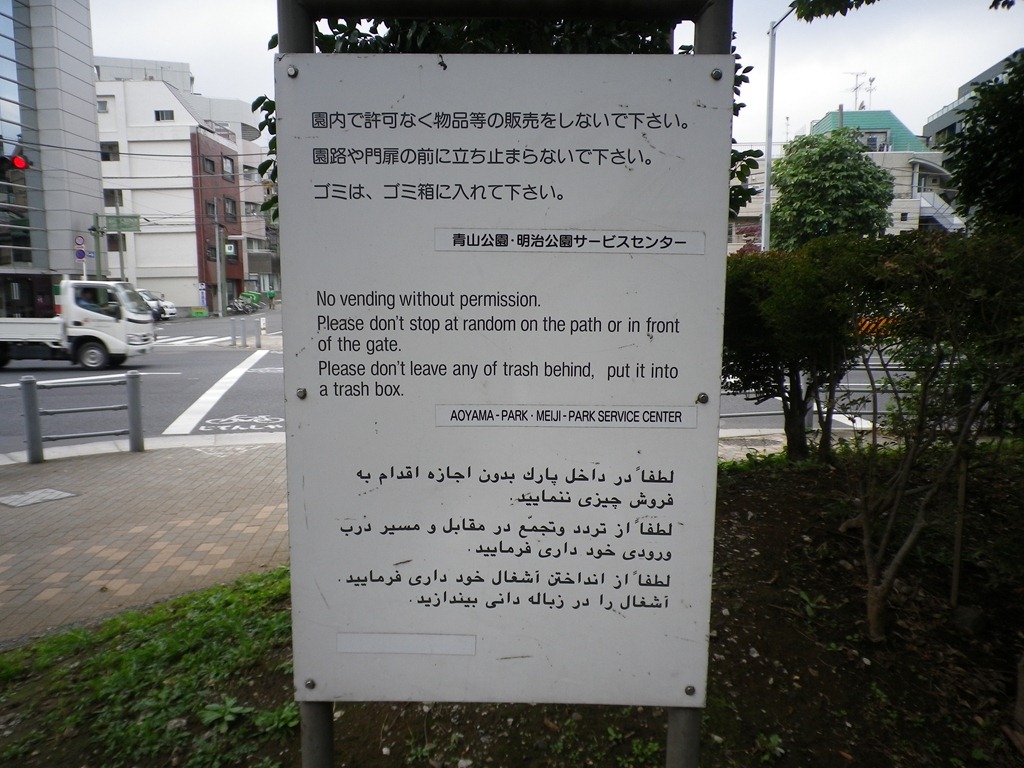 園内で許可なく物品等の販売をしないで下さい。
園路や門扉の前に立ち止まらないで下さい。
ゴミは、ゴミ箱に入れて下さい。
青山公園・明治公園サービスセンター
No vending without permission.
Please don't stop at random on the path or in front
of the gate.
Please don't leave any of trash behind, put it into
a trash box.
AOYAMA-PARK・MEIJI-PARK SERVICE CENTER
لطفاً در داخل پارك بدون اجازه اقدام به
فروش چیزی ننمایید.
لطفاً از تردد وتجمّع در مقابل و مسیر درب
ورودی خود داری فرمایید.
لطفاً از انداختن آشغال خود داری فرمایید.
آشغال را در زباله دانی بیندازید.